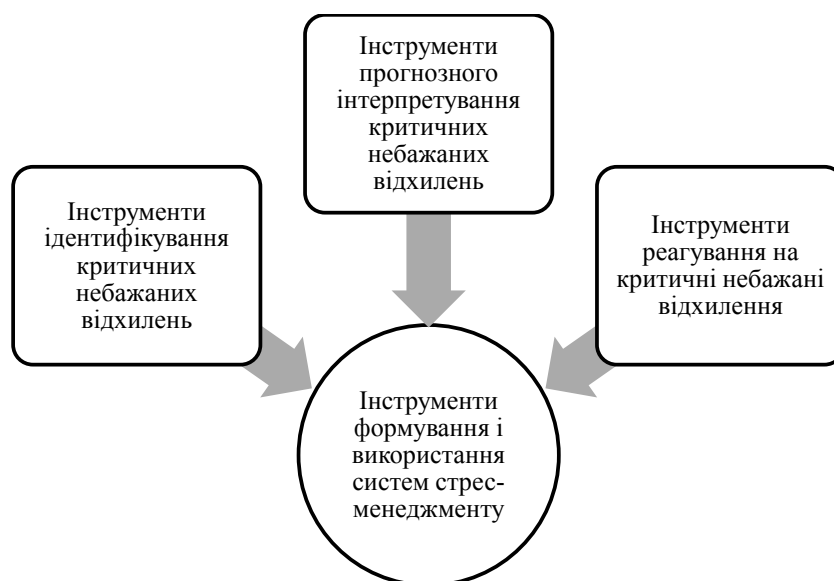 Інструменти
ідентифікування
критичних
небажаних
відхилень
Інструменти
прогнозного
інтерпретування
критичних
небажаних
відхилень
Інструменти
реагування на
критичні небажані
відхилення
Інструменти
формування і
використання
систем стрес-
менеджменту